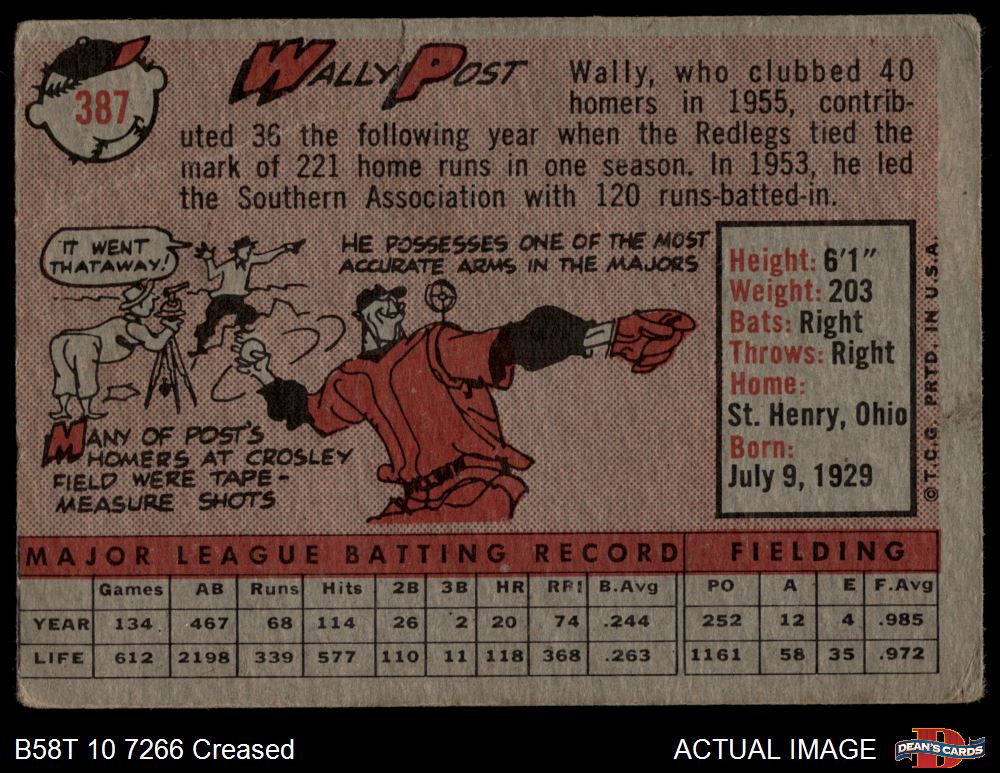 387
WALLY POST
Wally, who clubbed 40
homers in 1955, contrib-
uted 36 the following year when the Redlegs tied the
mark of 221 home runs in one season. In 1953, he led
the Southern Association with 120 runs-batted-in.
IT WENT
THATAWAY!
HE POSSESSES ONE OF THE MOST
ACCURATE ARMS IN THE MAJORS
MANY OF POST'S
HOMERS AT CROSLEY
FIELD WERE TAPE-
MEASURE SHOTS
Height: 6'1"
Weight: 203
Bats: Right
Throws: Right
Home:
St. Henry, Ohio
Born:
July 9, 1929
© T.C.G. PRTD. IN U.S.A.
MAJOR LEAGUE BATTING RECORD FIELDING
Games AB Runs Hits 2B 3B HR RBI B.Avg PO A E F.Avg
YEAR 134 467 68 114 26 2 20 74 .244 252 12 4 .985
LIFE 612 2198 339 577 110 11 118 368 .263 1161 58 35 .972
B58T 10 7266 Creased
ACTUAL IMAGE
DEAN'S CARDS